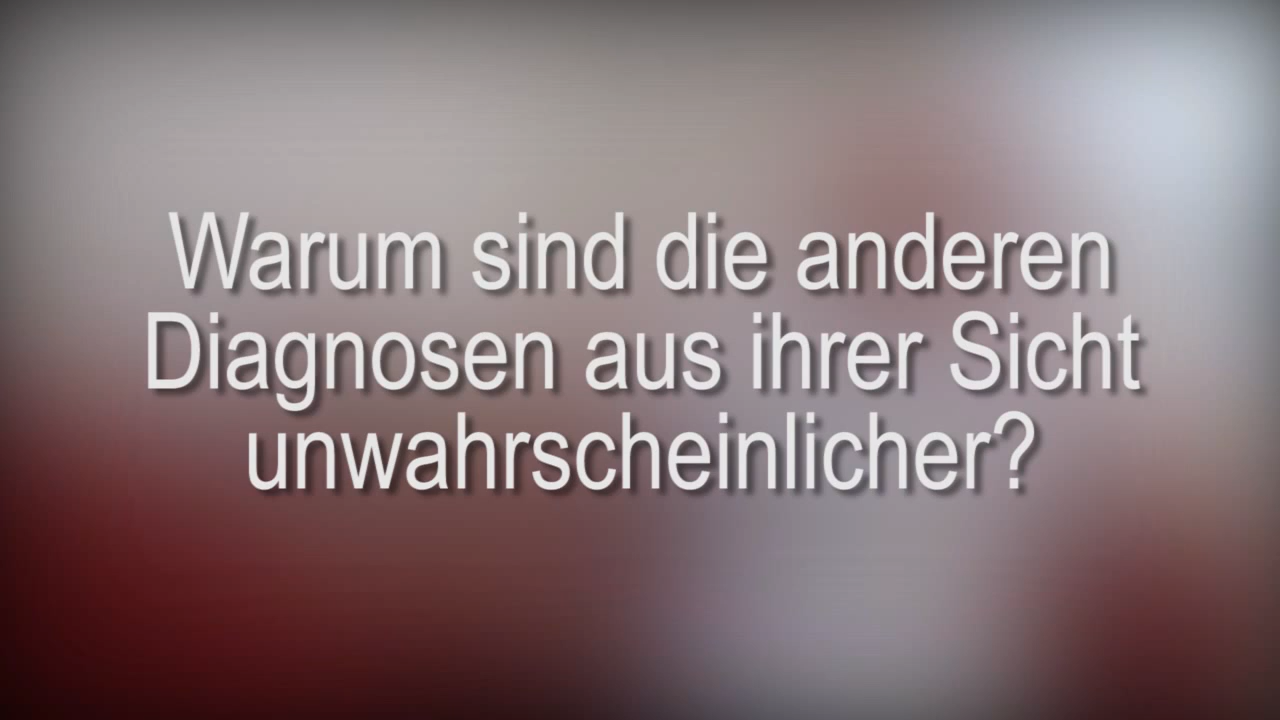 Warum sind die anderen
Diagnosen aus ihrer Sicht
unwahrscheinlicher?